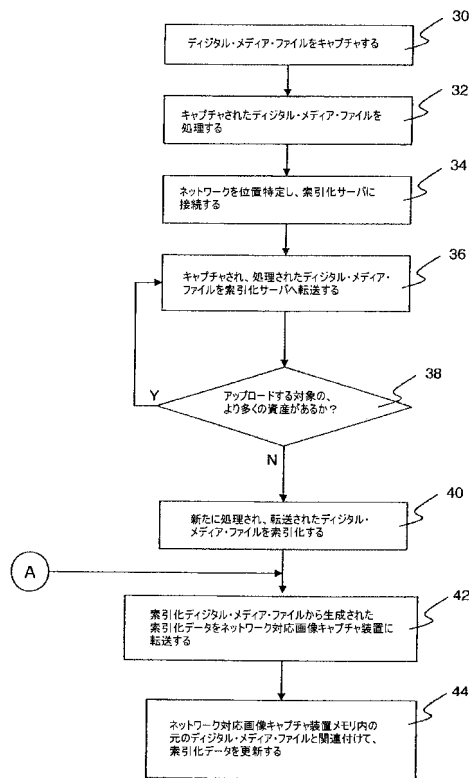 ディジタル・メディア・ファイルをキャプチャする
30
キャプチャされたディジタル・メディア・ファイルを
処理する
32
ネットワークを位置特定し、索引化サーバに
接続する
34
キャプチャされ、処理されたディジタル・メディア・
ファイルを索引化サーバへ転送する
36
アップロードする対象の、
より多くの資産があるか?
38
Y
N
新たに処理され、転送されたディジタル・
メディア・ファイルを索引化する
40
A
索引化ディジタル・メディア・ファイルから生成された
索引化データをネットワーク対応画像キャプチャ装置に
転送する
42
ネットワーク対応画像キャプチャ装置メモリ内の
元のディジタル・メディア・ファイルと関連付けて、
索引化データを更新する
44